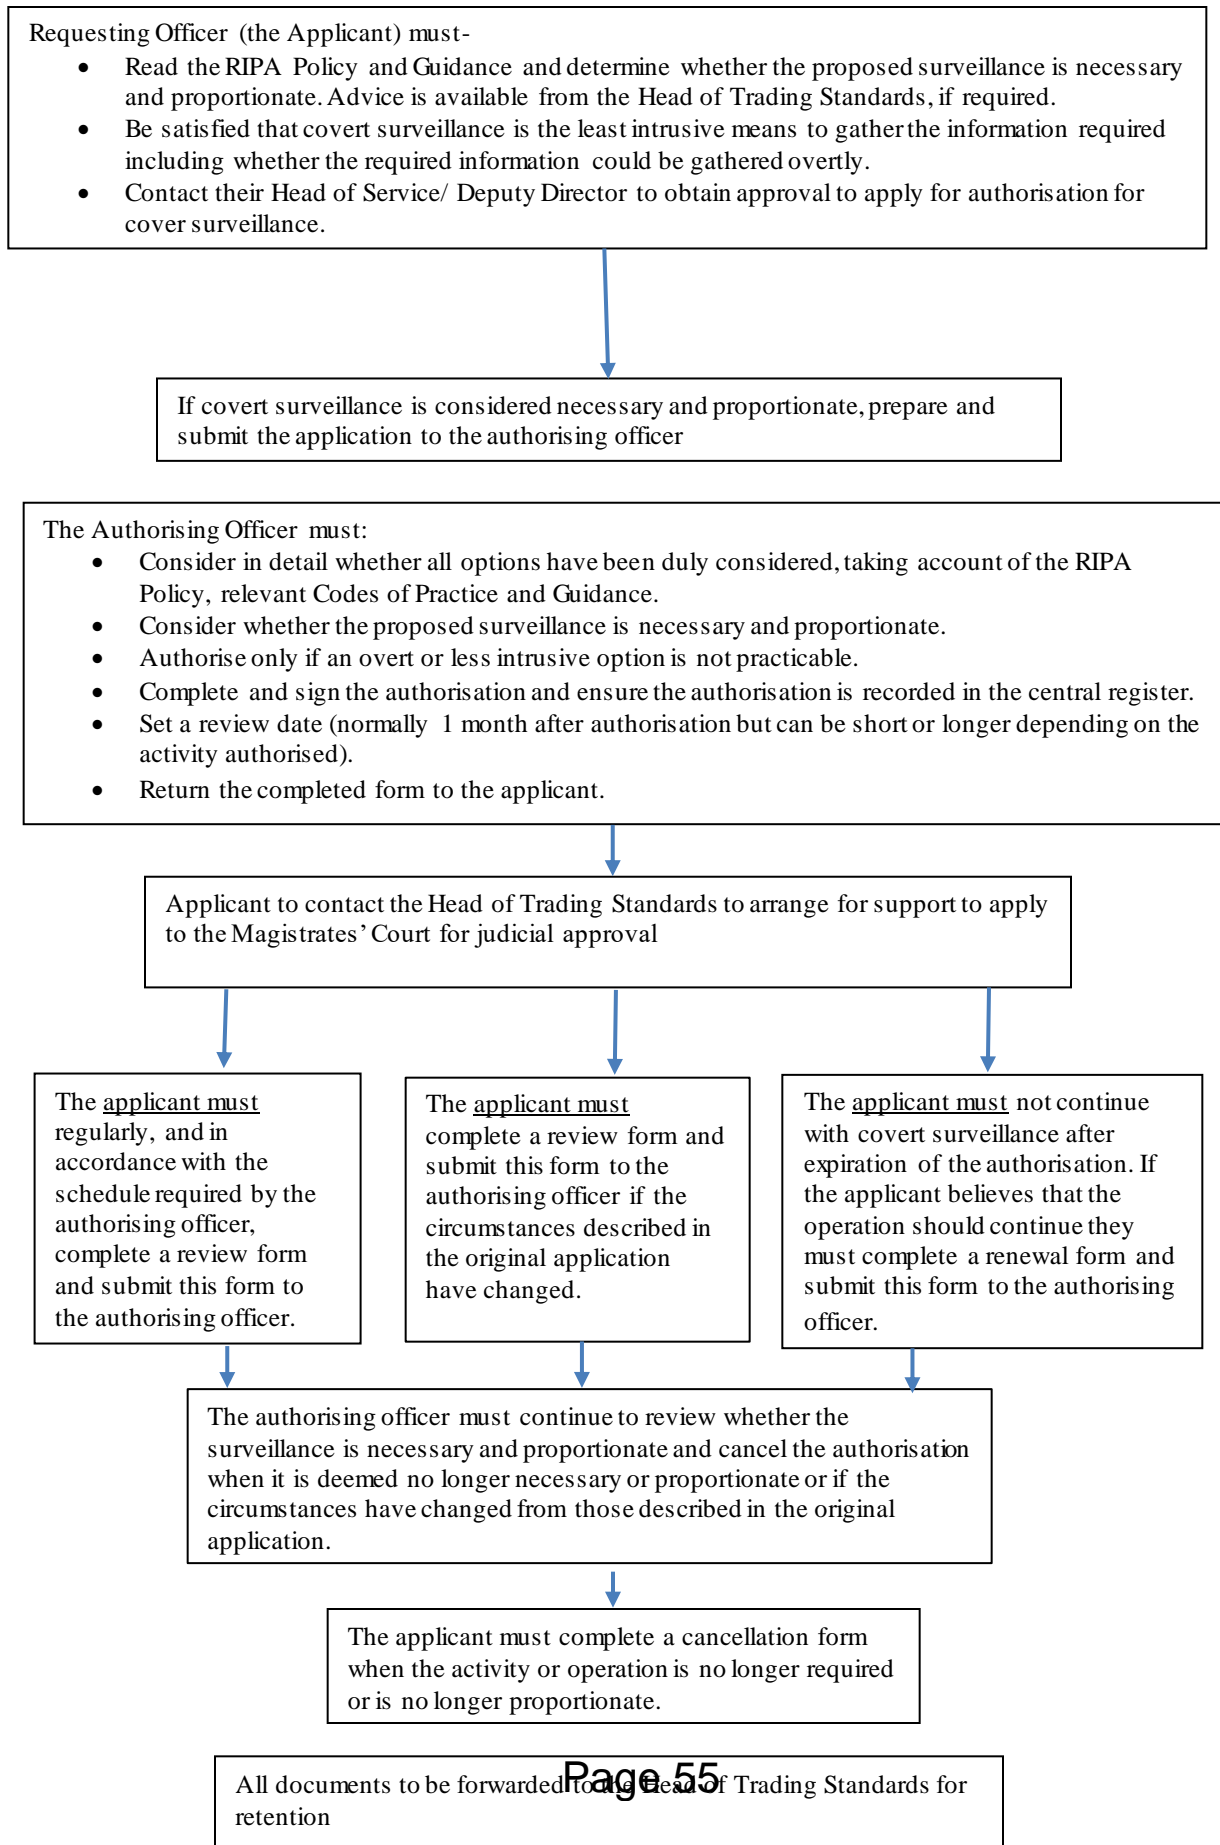 Requesting Officer (the Applicant) must-
• Read the RIPA Policy and Guidance and determine whether the proposed surveillance is necessary
and proportionate. Advice is available from the Head of Trading Standards, if required.
• Be satisfied that covert surveillance is the least intrusive means to gather the information required
including whether the required information could be gathered overtly.
• Contact their Head of Service/ Deputy Director to obtain approval to apply for authorisation for
cover surveillance.
If covert surveillance is considered necessary and proportionate, prepare and
submit the application to the authorising officer
The Authorising Officer must:
• Consider in detail whether all options have been duly considered, taking account of the RIPA
Policy, relevant Codes of Practice and Guidance.
• Consider whether the proposed surveillance is necessary and proportionate.
• Authorise only if an overt or less intrusive option is not practicable.
• Complete and sign the authorisation and ensure the authorisation is recorded in the central register.
• Set a review date (normally 1 month after authorisation but can be short or longer depending on the
activity authorised).
• Return the completed form to the applicant.
Applicant to contact the Head of Trading Standards to arrange for support to apply
to the Magistrates’ Court for judicial approval
The applicant must
regularly, and in
accordance with the
schedule required by the
authorising officer,
complete a review form
and submit this form to
the authorising officer.
The applicant must
complete a review form and
submit this form to the
authorising officer if the
circumstances described in
the original application
have changed.
The applicant must not continue
with covert surveillance after
expiration of the authorisation. If
the applicant believes that the
operation should continue they
must complete a renewal form and
submit this form to the authorising
officer.
The authorising officer must continue to review whether the
surveillance is necessary and proportionate and cancel the authorisation
when it is deemed no longer necessary or proportionate or if the
circumstances have changed from those described in the original
application.
The applicant must complete a cancellation form
when the activity or operation is no longer required
or is no longer proportionate.
All documents to be forwarded to the Head of Trading Standards for
retention
Page 55